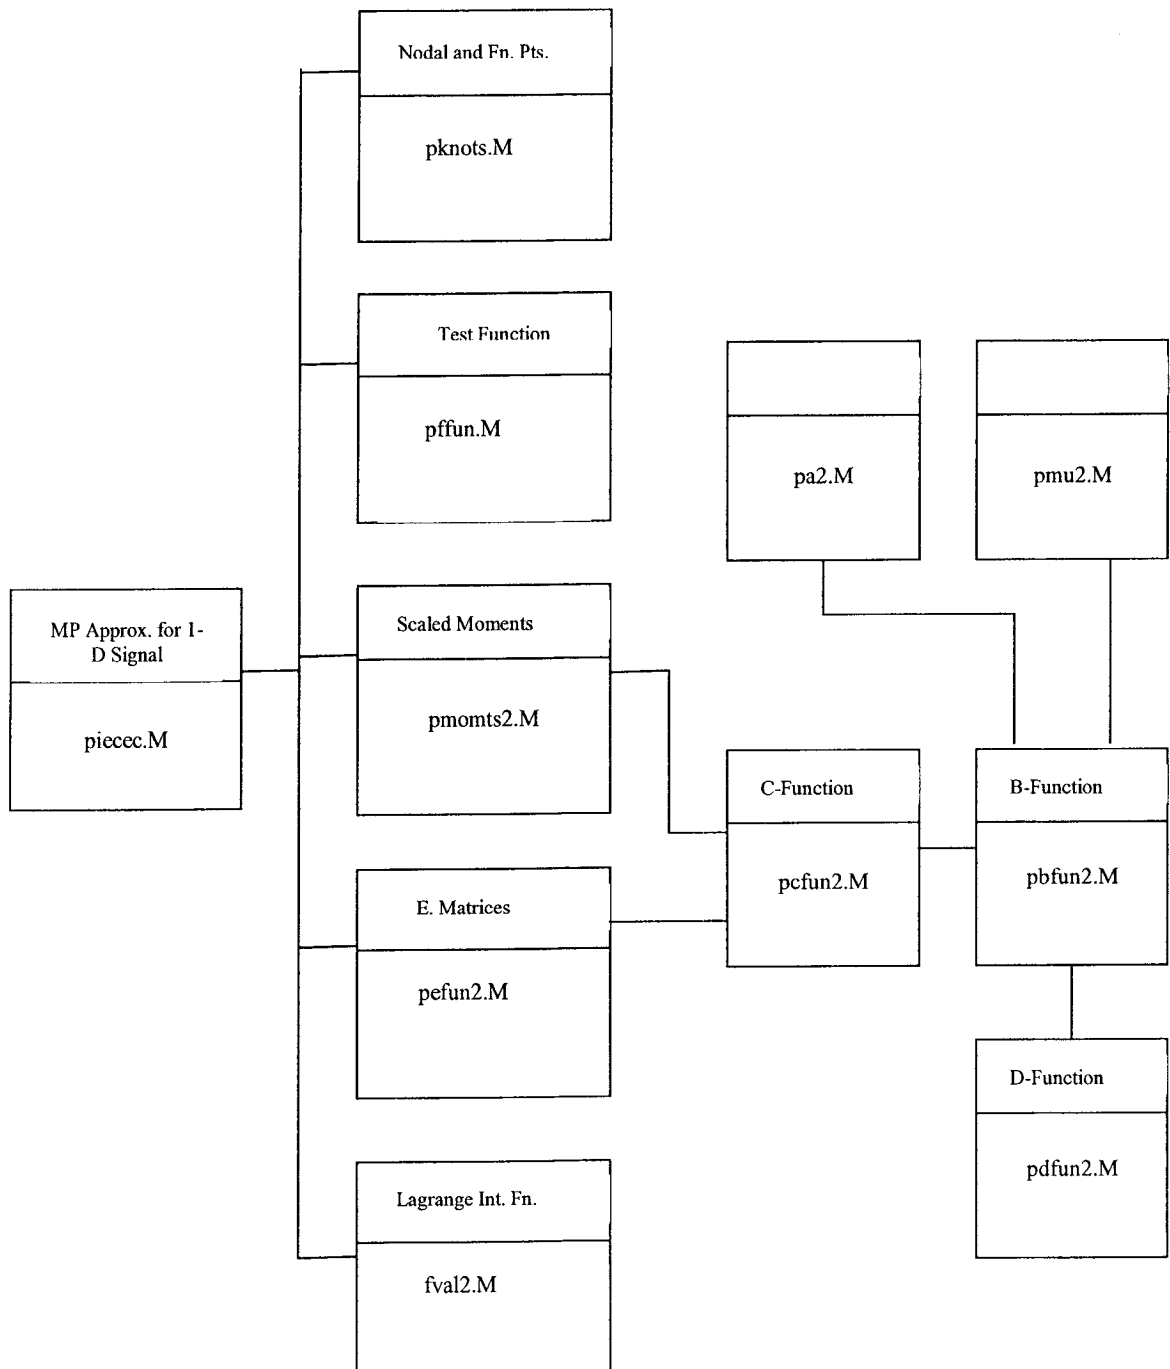 Nodal and Fn. Pts.
pknots.M
Test Function
pffun.M
pa2.M
pmu2.M
MP Approx. for 1-
D Signal
piecec.M
Scaled Moments
pmomts2.M
C-Function
pcfun2.M
B-Function
pbfun2.M
E. Matrices
pefun2.M
D-Function
pdfun2.M
Lagrange Int. Fn.
fval2.M